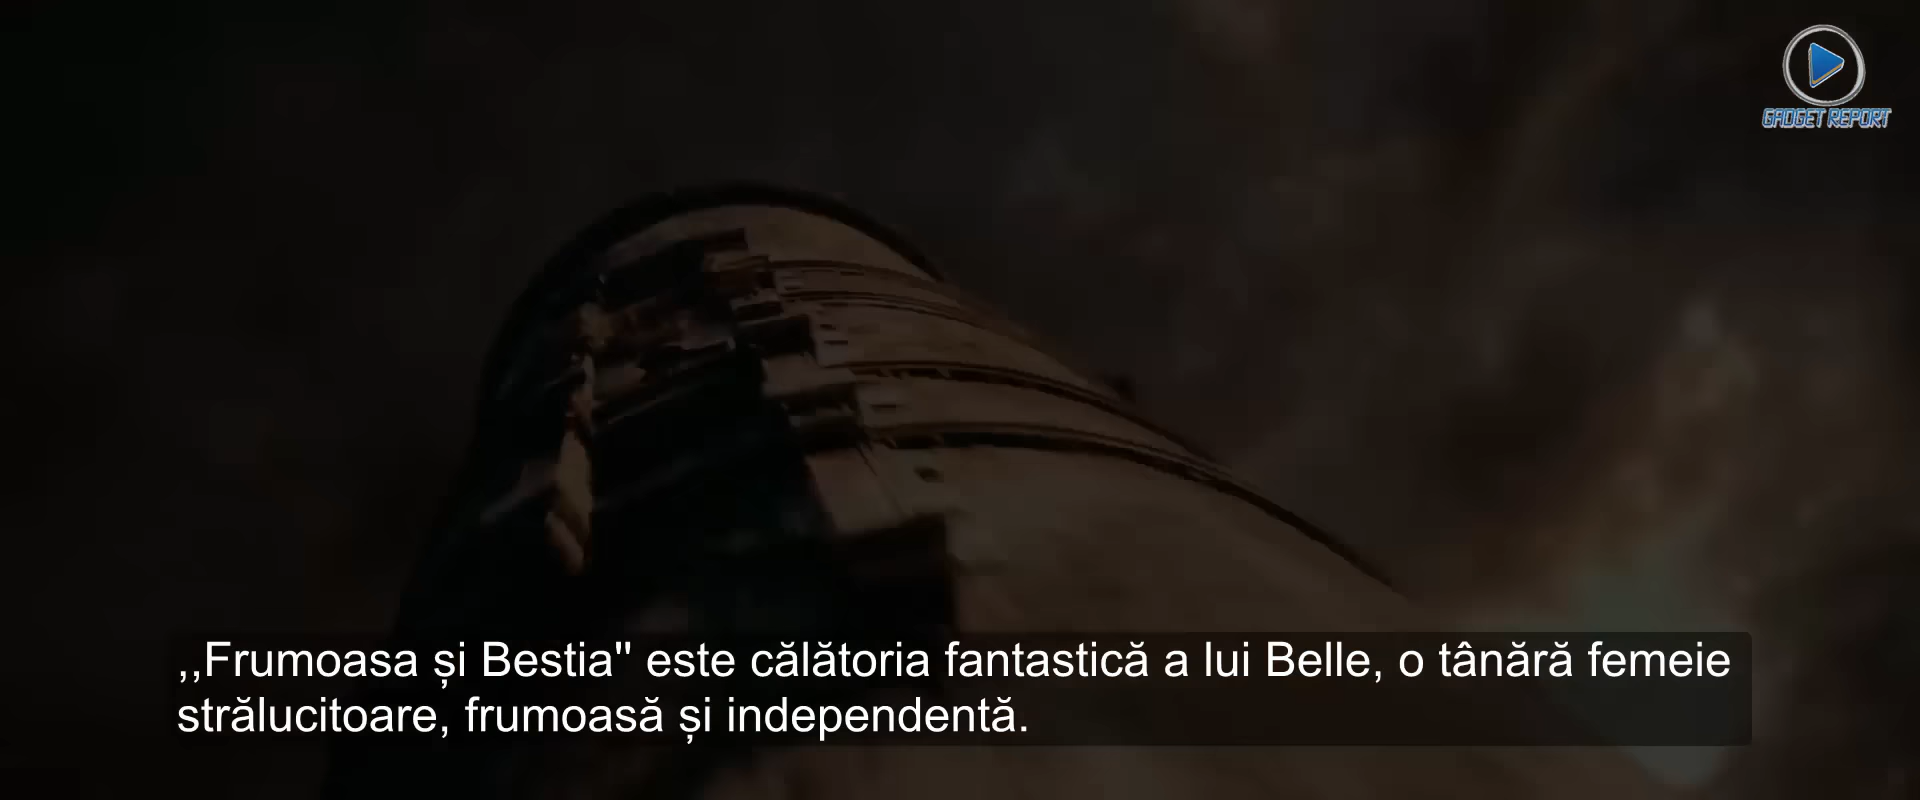 GADGET REPORT
,,Frumoasa și Bestia'' este călătoria fantastică a lui Belle, o tânără femeie
strălucitoare, frumoasă și independentă.